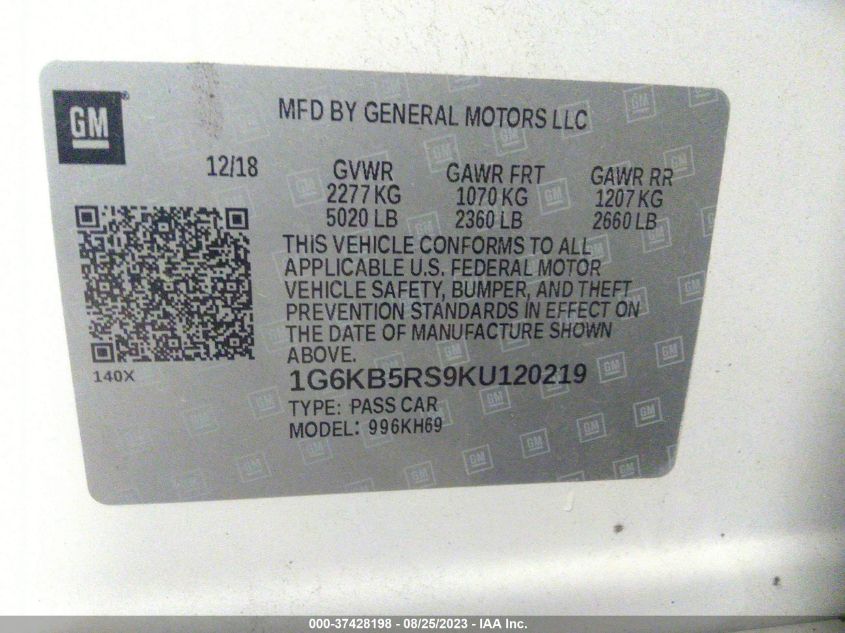 GM
MFD BY GENERAL MOTORS LLC
12/18 GVWR GAWR FRT GAWR RR
2277 KG 1070 KG 1207 KG
5020 LB 2360 LB 2660 LB
THIS VEHICLE CONFORMS TO ALL
APPLICABLE U.S. FEDERAL MOTOR
VEHICLE SAFETY, BUMPER, AND THEFT
PREVENTION STANDARDS IN EFFECT ON
THE DATE OF MANUFACTURE SHOWN
ABOVE.
140X
1G6KB5RS9KU120219
TYPE: PASS CAR
MODEL: 996KH69
000-37428198 - 08/25/2023 - IAA Inc.